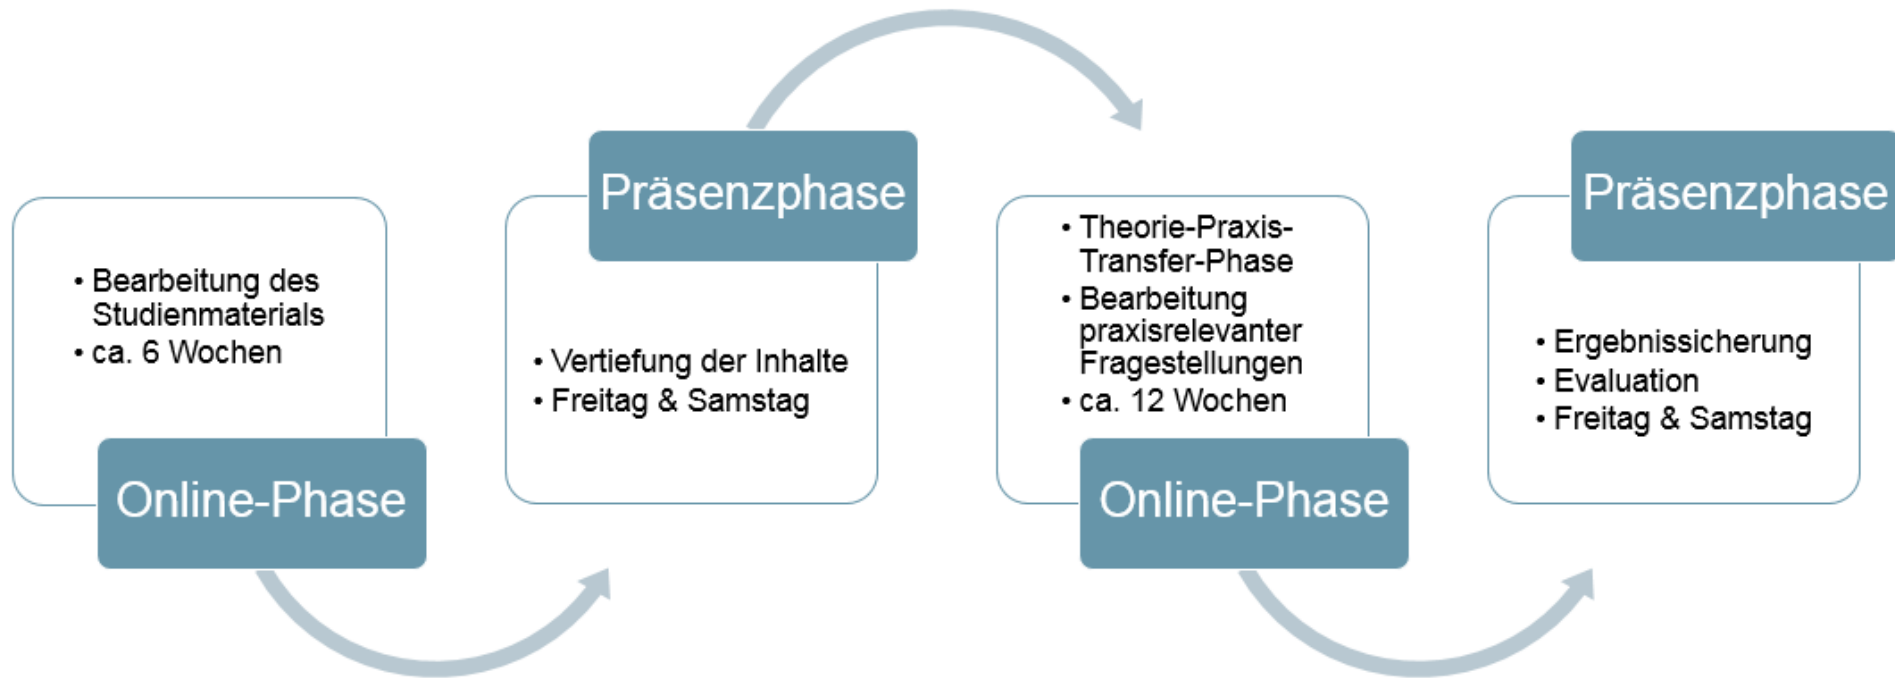 • Bearbeitung des
Studienmaterials
• ca. 6 Wochen
Online-Phase
Präsenzphase
• Vertiefung der Inhalte
• Freitag & Samstag
• Theorie-Praxis-
Transfer-Phase
• Bearbeitung
praxisrelevanter
Fragestellungen
• ca. 12 Wochen
Online-Phase
Präsenzphase
• Ergebnissicherung
• Evaluation
• Freitag & Samstag